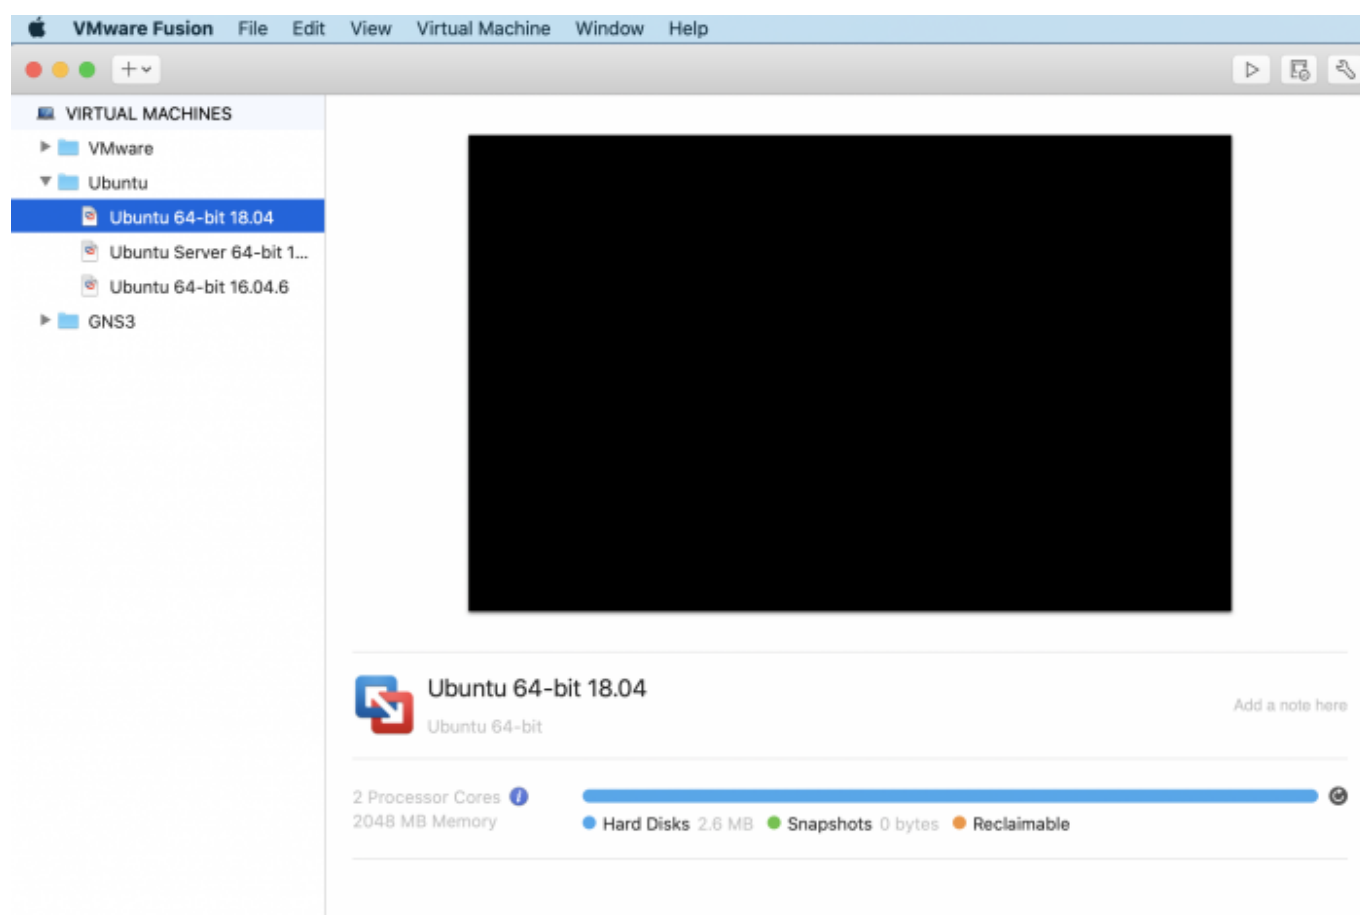 VMware Fusion File Edit View Virtual Machine Window Help
VIRTUAL MACHINES
VMware
Ubuntu
Ubuntu 64-bit 18.04
Ubuntu Server 64-bit 1...
Ubuntu 64-bit 16.04.6
GNS3
Ubuntu 64-bit 18.04
Ubuntu 64-bit
Add a note here
2 Processor Cores
2048 MB Memory
Hard Disks 2.6 MB Snapshots 0 bytes Reclaimable